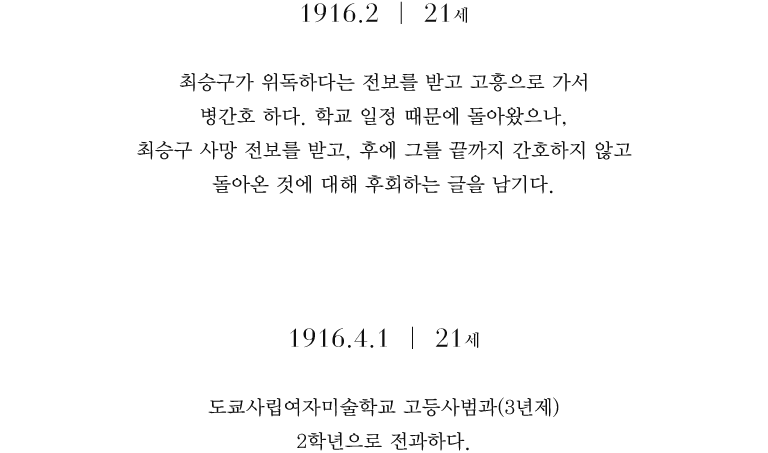 1916.2 | 21세
최승구가 위독하다는 전보를 받고 고흥으로 가서
병간호 하다. 학교 일정 때문에 돌아왔으나,
최승구 사망 전보를 받고, 후에 그를 끝까지 간호하지 않고
돌아온 것에 대해 후회하는 글을 남기다.
1916.4.1 | 21세
도쿄사립여자미술학교 고등사범과(3년제)
2학년으로 전과하다.